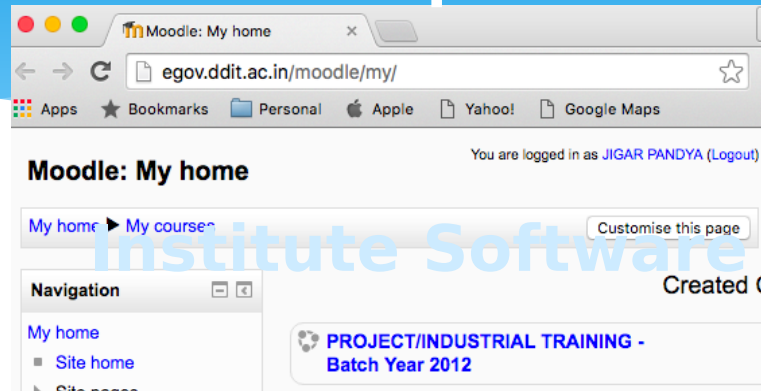 Moodle: My home
egov.ddit.ac.in/moodle/my/
Apps Bookmarks Personal Apple Yahoo! Google Maps
You are logged in as JIGAR PANDYA (Logout)
Moodle: My home
My home My courses
Customise this page
Institute Software
Navigation
Created
My home
Site home
Site pages
PROJECT/INDUSTRIAL TRAINING -
Batch Year 2012